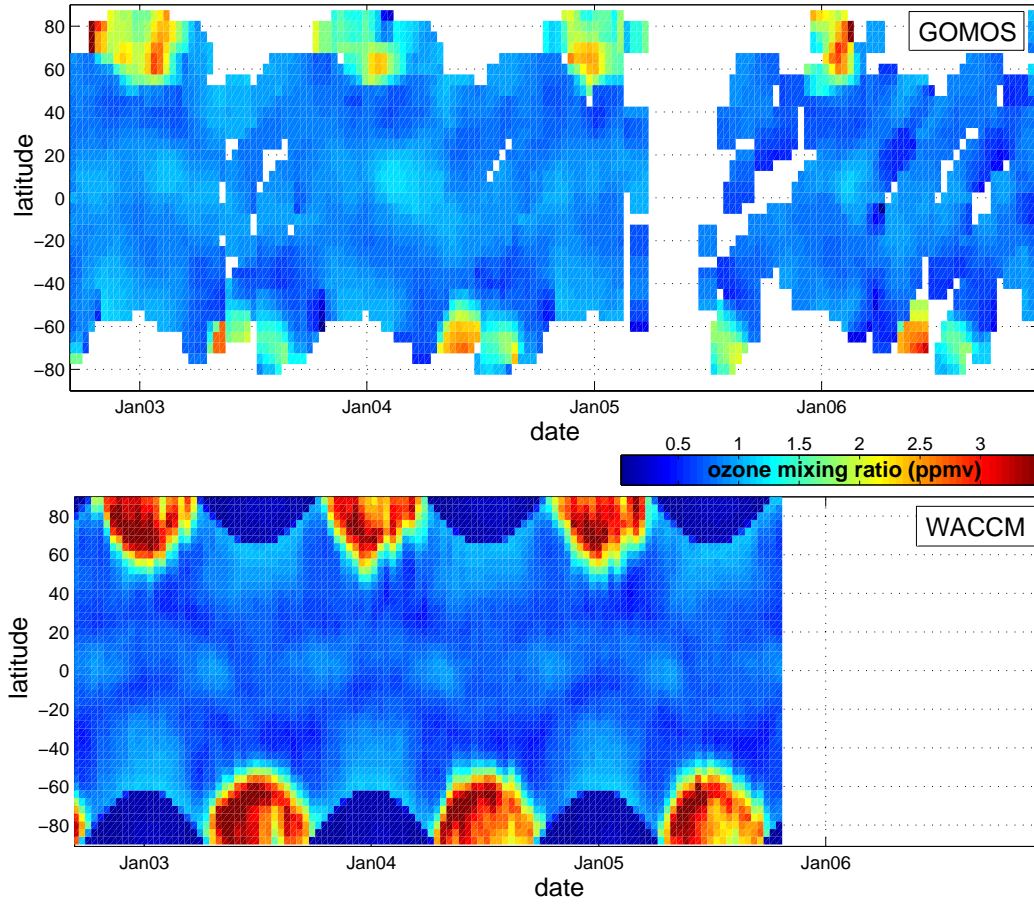 GOMOS
80
60
40
20
0
−20
−40
−60
−80
latitude
Jan03 Jan04 Jan05 Jan06
date
0.5 1 1.5 2 2.5 3
ozone mixing ratio (ppmv)
WACCM
80
60
40
20
0
−20
−40
−60
−80
latitude
Jan03 Jan04 Jan05 Jan06
date